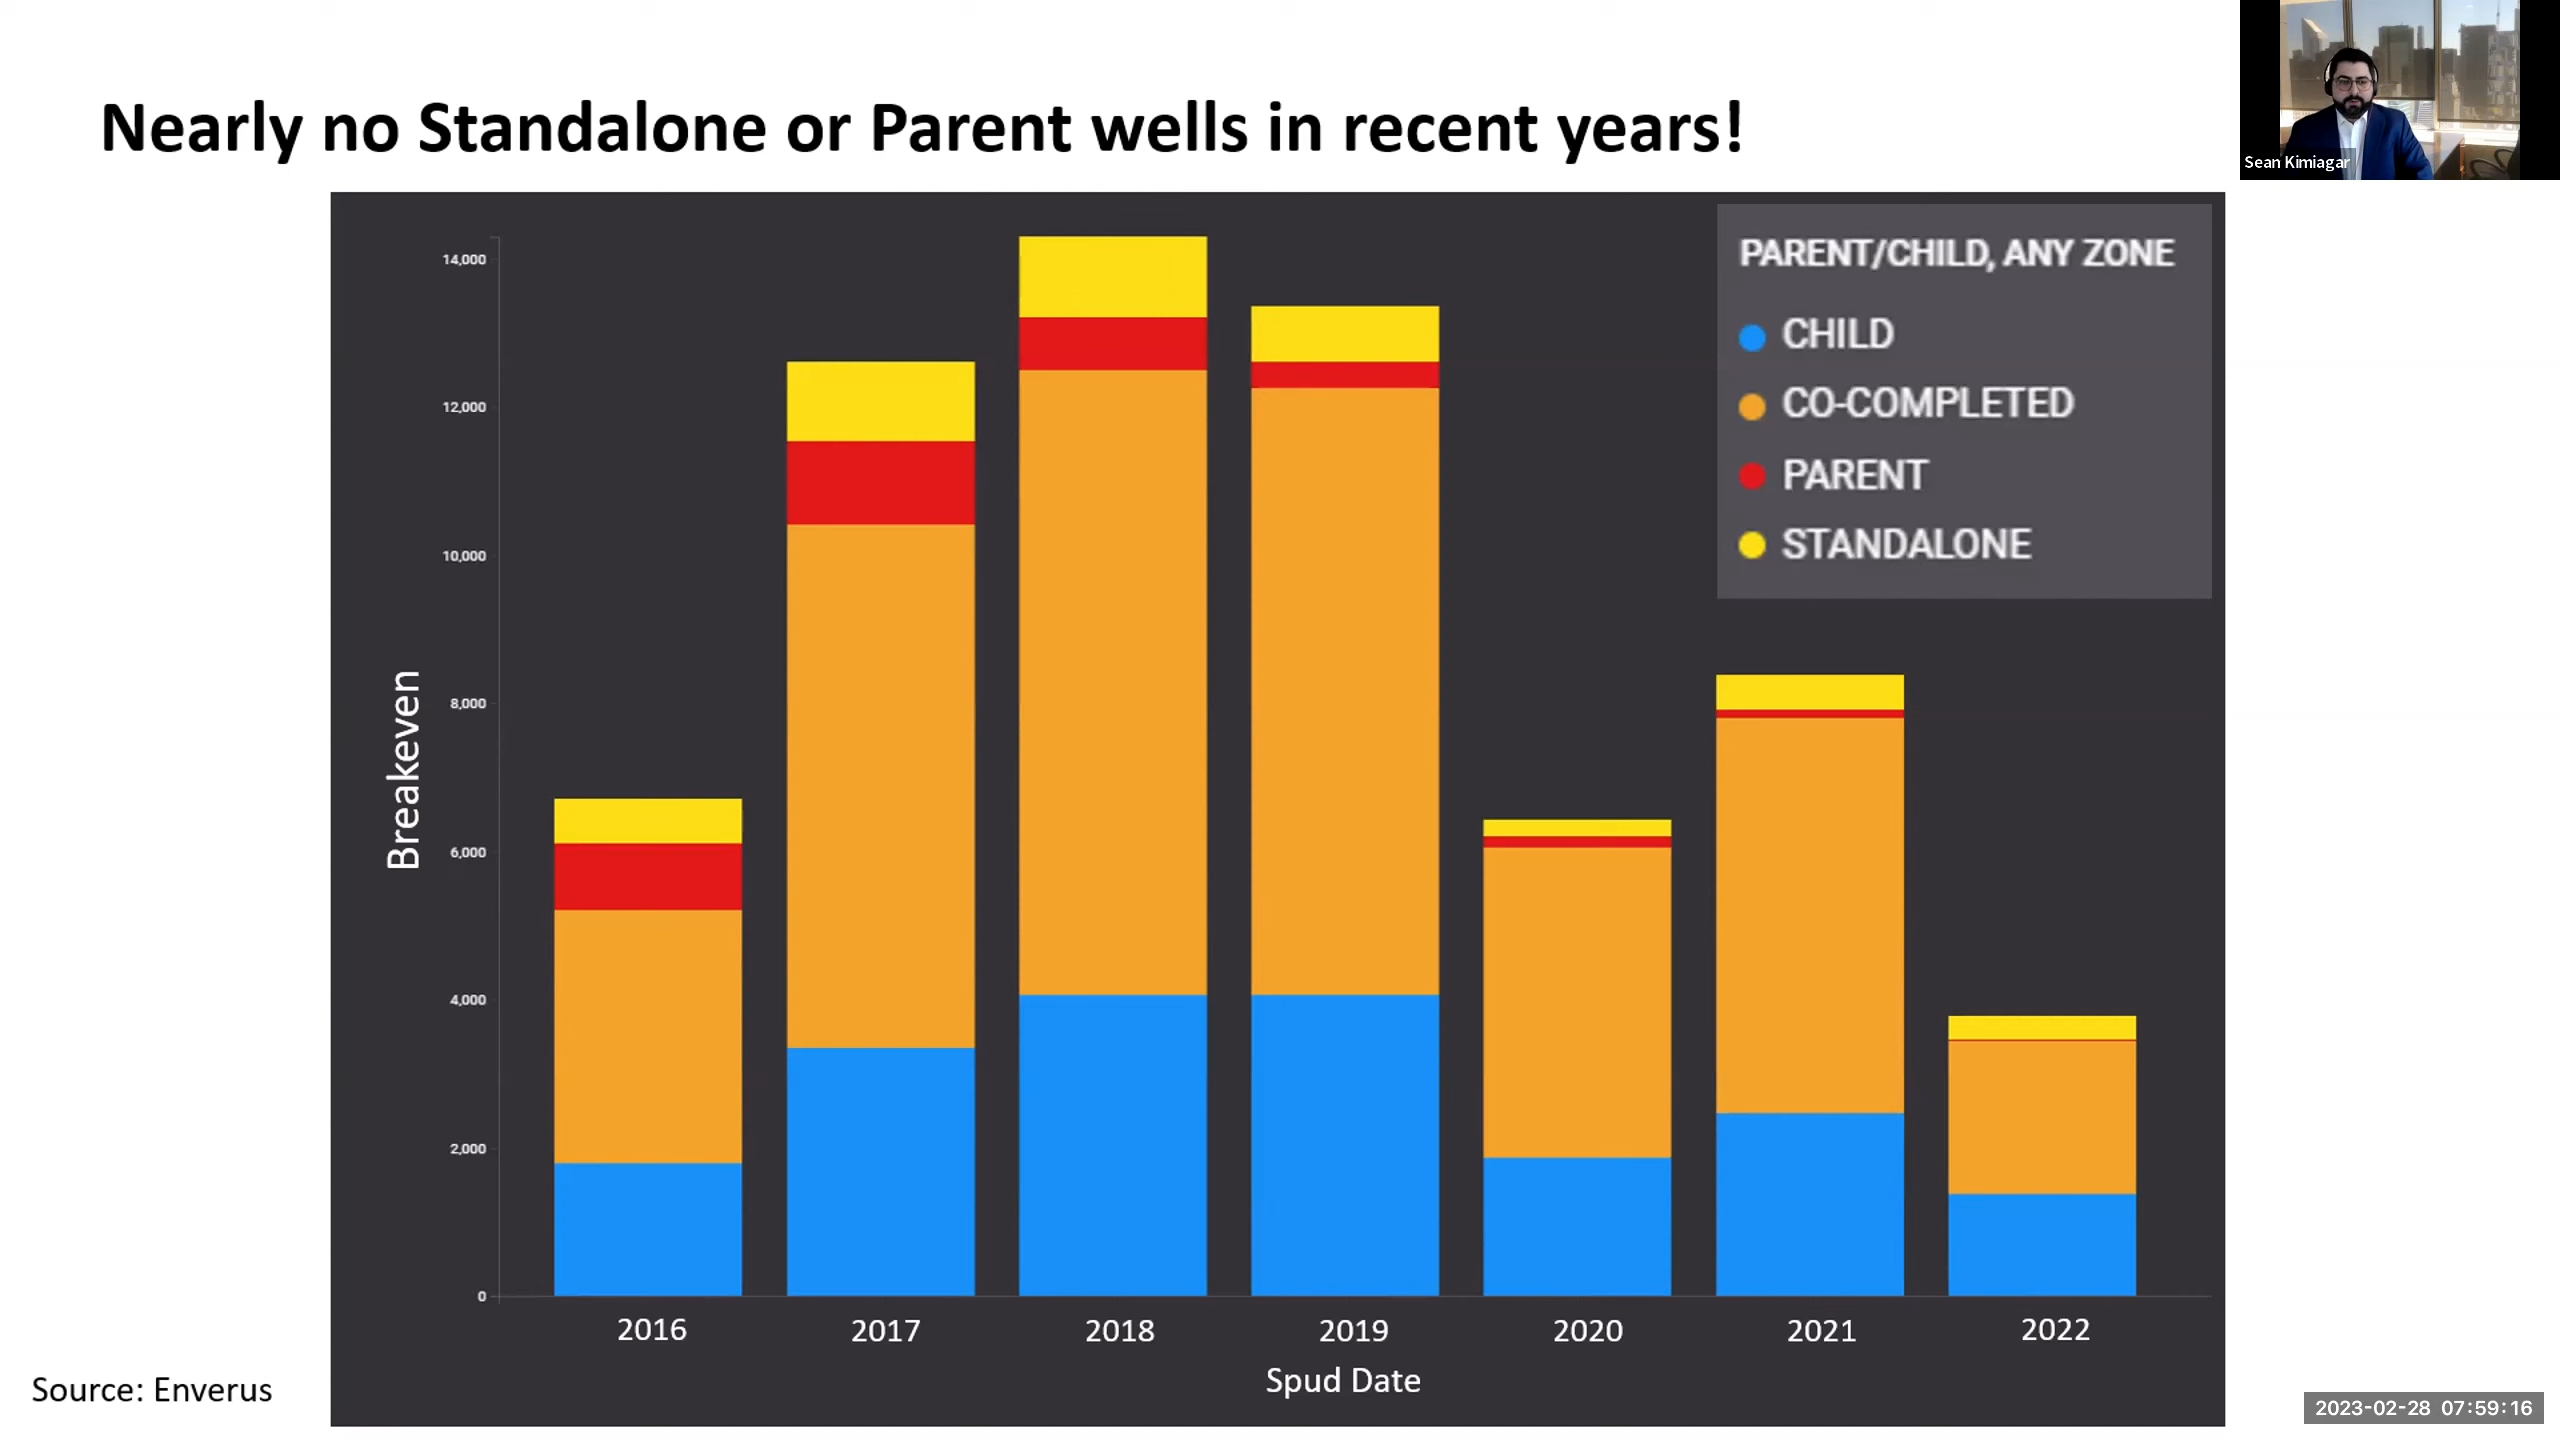 Nearly no Standalone or Parent wells in recent years!
Sean Kimiagar
PARENT/CHILD, ANY ZONE
CHILD
CO-COMPLETED
PARENT
STANDALONE
Breakeven
14,000
12,000
10,000
8,000
6,000
4,000
2,000
0
2016 2017 2018 2019 2020 2021 2022
Spud Date
Source: Enverus
2023-02-28 07:59:16